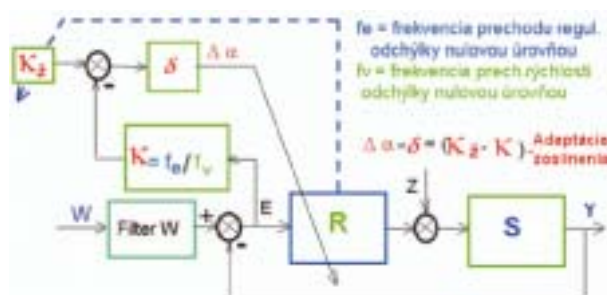 fe = frekvencia prechodu regul.
odchýlky nulovou úrovňou
fv = frekvencia prech.rýchlosti
odchýlky nulovou úrovňou
Kž
-
δ
Δ α
K= fe/fv
Δ α = δ = (Kž - K) - Adaptácia
zosilnenia
W
Filter W
+
-
E
R
Z
S
Y